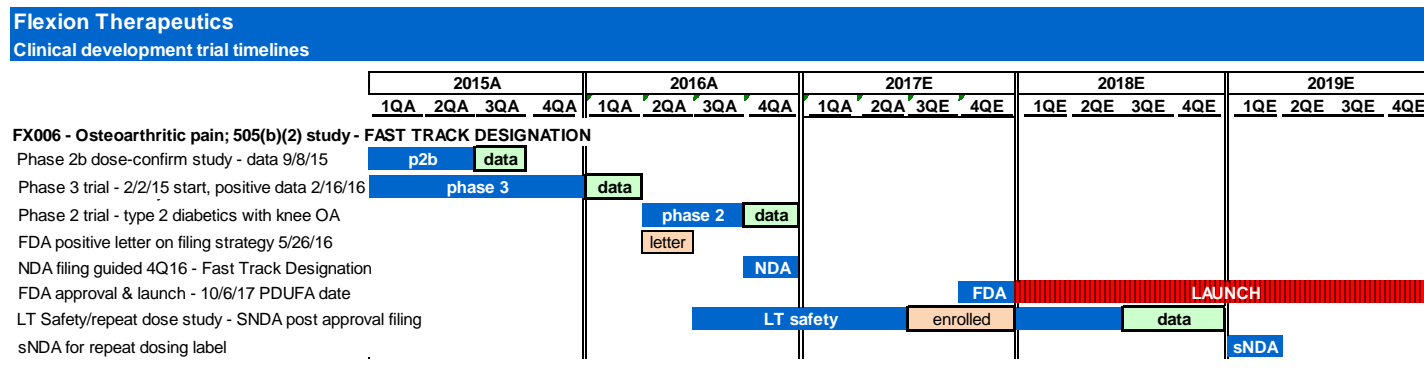 Flexion Therapeutics
Clinical development trial timelines
2015A 2016A 2017E 2018E 2019E
1QA 2QA 3QA 4QA 1QA 2QA 3QA 4QA 1QA 2QA 3QE 4QE 1QE 2QE 3QE 4QE 1QE 2QE 3QE 4QE
FX006 - Osteoarthritic pain; 505(b)(2) study - FAST TRACK DESIGNATION
Phase 2b dose-confirm study - data 9/8/15 p2b data
Phase 3 trial - 2/2/15 start, positive data 2/16/16 phase 3 data
Phase 2 trial - type 2 diabetics with knee OA phase 2 data
FDA positive letter on filing strategy 5/26/16 letter
NDA filing guided 4Q16 - Fast Track Designation NDA
FDA approval & launch - 10/6/17 PDUFA date FDA LAUNCH
LT Safety/repeat dose study - SNDA post approval filing LT safety enrolled data
sNDA for repeat dosing label sNDA